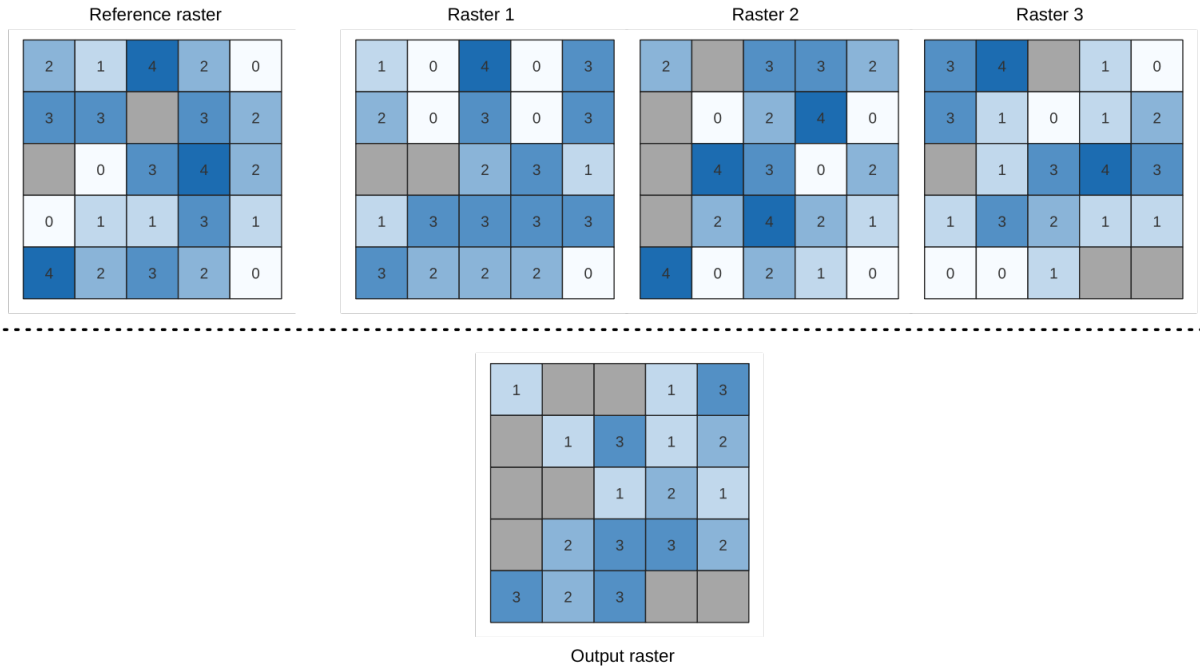 Reference raster Raster 1 Raster 2 Raster 3
2 1 4 2 0 1 0 4 0 3 2 3 3 2 3 4 1 0
3 3 3 2 2 0 3 0 3 0 2 4 0 3 1 0 1 2
0 3 4 2 2 3 1 4 3 0 2 1 3 4 3
0 1 1 3 1 1 3 3 3 3 2 4 2 1 1 3 2 1 1
4 2 3 2 0 3 2 2 2 0 4 0 2 1 0 0 0 1
1 1 3
1 3 1 2
1 2 1
2 3 3 2
3 2 3
Output raster